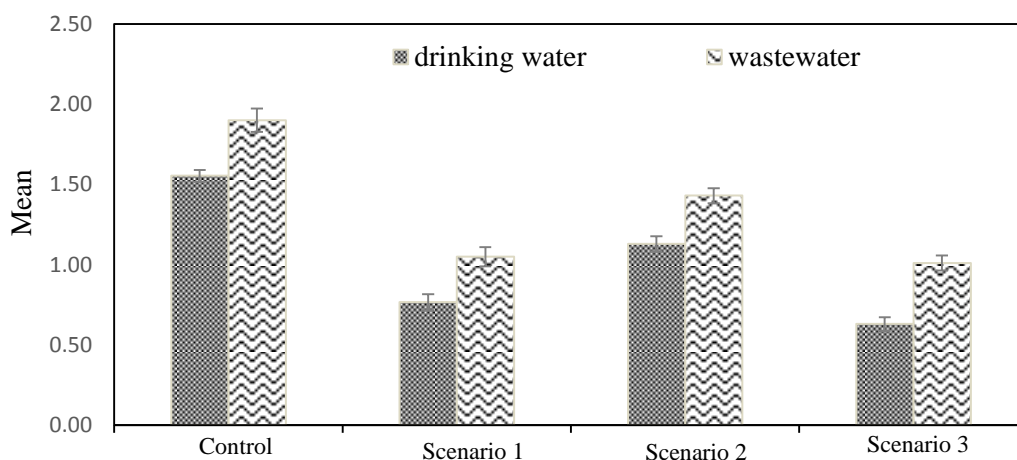 2.50
drinking water wastewater
2.00
1.50
Mean
1.00
0.50
0.00
Control Scenario 1 Scenario 2 Scenario 3